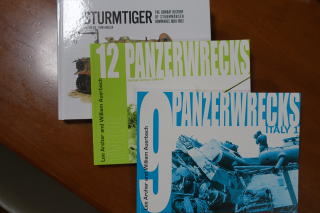 STURMTIGER
THE COMBAT HISTORY
OF STURMMÖRSER
12 PANZERWRECKS
Lee Archer and William Auerbach
9 PANZERWRECKS
ITALY 1
Lee Archer and William Auerbach